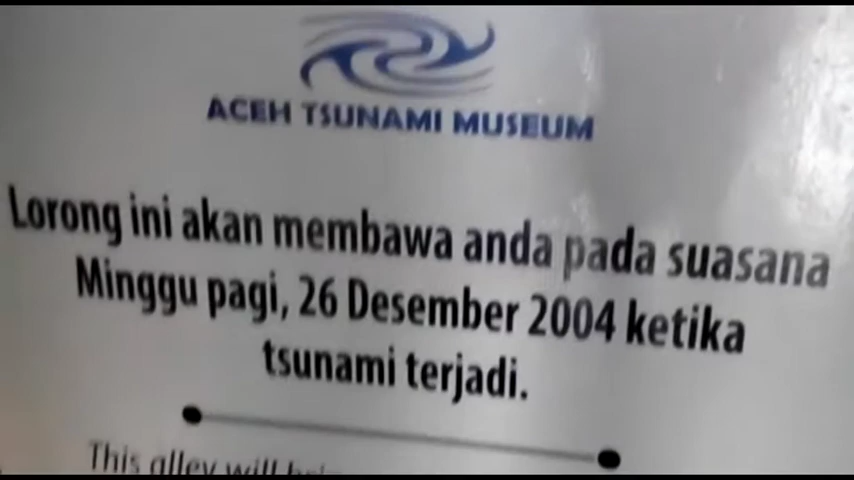 ACEH TSUNAMI MUSEUM
Lorong ini akan membawa anda pada suasana
Minggu pagi, 26 Desember 2004 ketika
tsunami terjadi.
This alley will